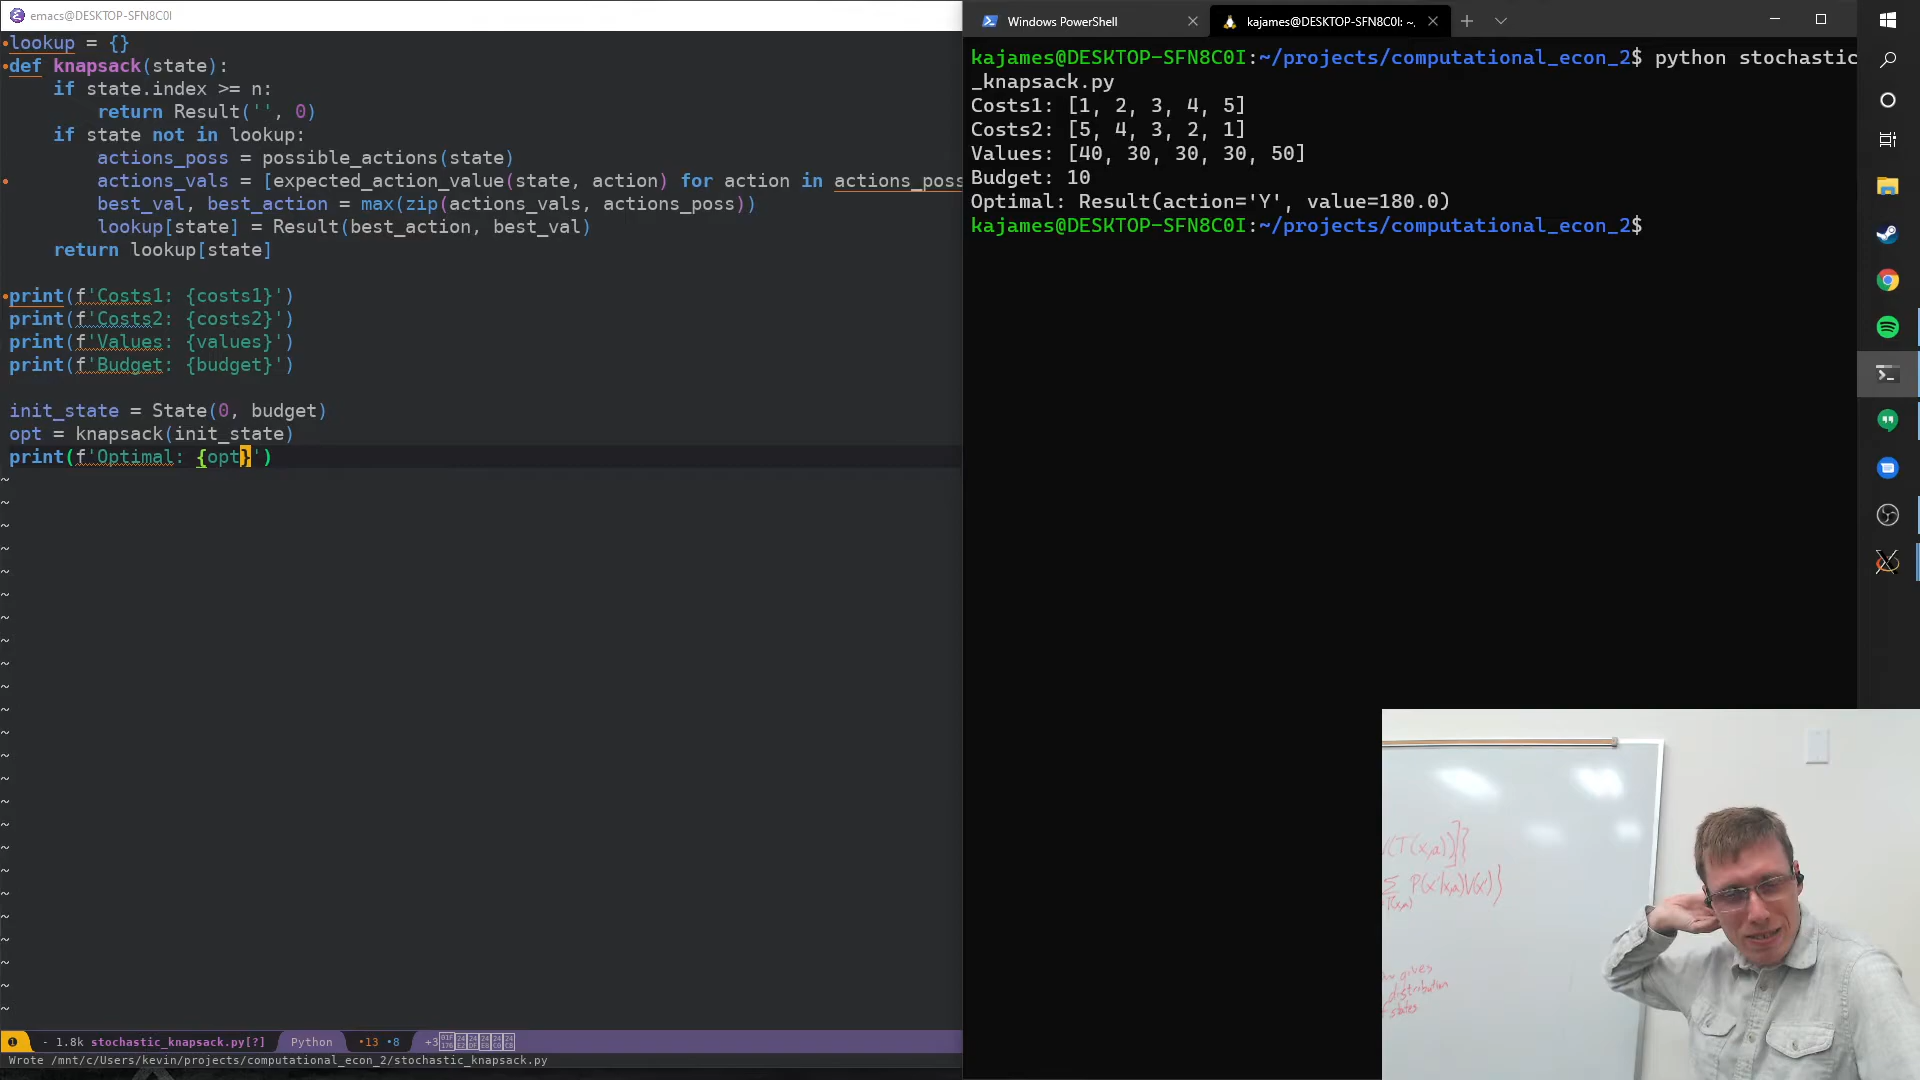 emacs@DESKTOP-SFN8C0I
lookup = {}
def knapsack(state):
if state.index >= n:
return Result('', 0)
if state not in lookup:
actions_poss = possible_actions(state)
actions_vals = [expected_action_value(state, action) for action in actions_poss
best_val, best_action = max(zip(actions_vals, actions_poss))
lookup[state] = Result(best_action, best_val)
return lookup[state]
print(f'Costs1: {costs1}')
print(f'Costs2: {costs2}')
print(f'Values: {values}')
print(f'Budget: {budget}')
init_state = State(0, budget)
opt = knapsack(init_state)
print(f'Optimal: {opt}')
- 1.8k stochastic_knapsack.py[?] Python •13 •8 +3
Wrote /mnt/c/Users/kevin/projects/computational_econ_2/stochastic_knapsack.py
Windows PowerShell
kajames@DESKTOP-SFN8C0I: ~,
kajames@DESKTOP-SFN8C0I:~/projects/computational_econ_2$ python stochastic
_knapsack.py
Costs1: [1, 2, 3, 4, 5]
Costs2: [5, 4, 3, 2, 1]
Values: [40, 30, 30, 30, 50]
Budget: 10
Optimal: Result(action='Y', value=180.0)
kajames@DESKTOP-SFN8C0I:~/projects/computational_econ_2$
V(T(x,a))]}
Σ P(x'|x,a)V(x')}
gives
distribution
states